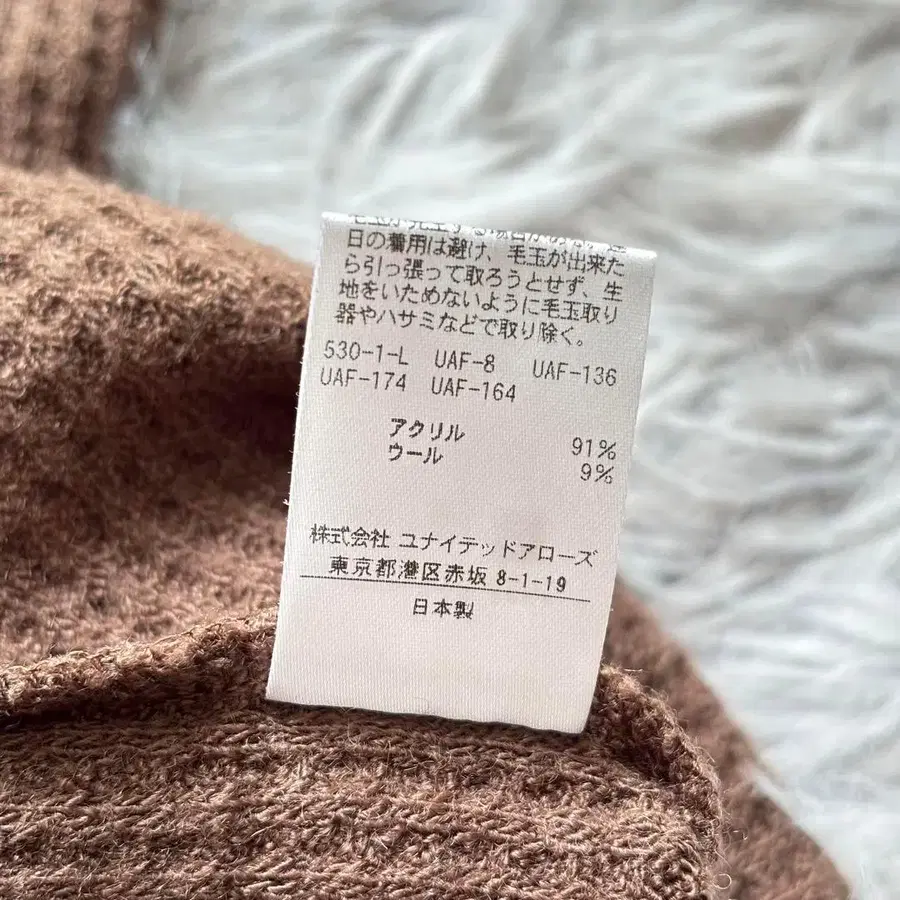 日の着用は避け、毛玉が出来た
ら引っ張って取ろうとせず、生
地をいためないように毛玉取り
器やハサミなどで取り除く。
530-1-L UAF-8 UAF-136
UAF-174 UAF-164
アクリル 91%
ウール 9%
株式会社 ユナイテッドアローズ
東京都港区赤坂 8-1-19
日本製